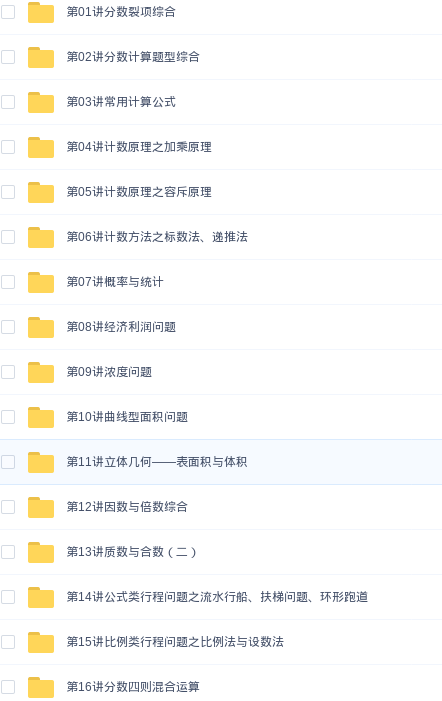 第01讲分数裂项综合
第02讲分数计算题型综合
第03讲常用计算公式
第04讲计数原理之加乘原理
第05讲计数原理之容斥原理
第06讲计数方法之标数法、递推法
第07讲概率与统计
第08讲经济利润问题
第09讲浓度问题
第10讲曲线型面积问题
第11讲立体几何——表面积与体积
第12讲因数与倍数综合
第13讲质数与合数（二）
第14讲公式类行程问题之流水行船、扶梯问题、环形跑道
第15讲比例类行程问题之比例法与设数法
第16讲分数四则混合运算